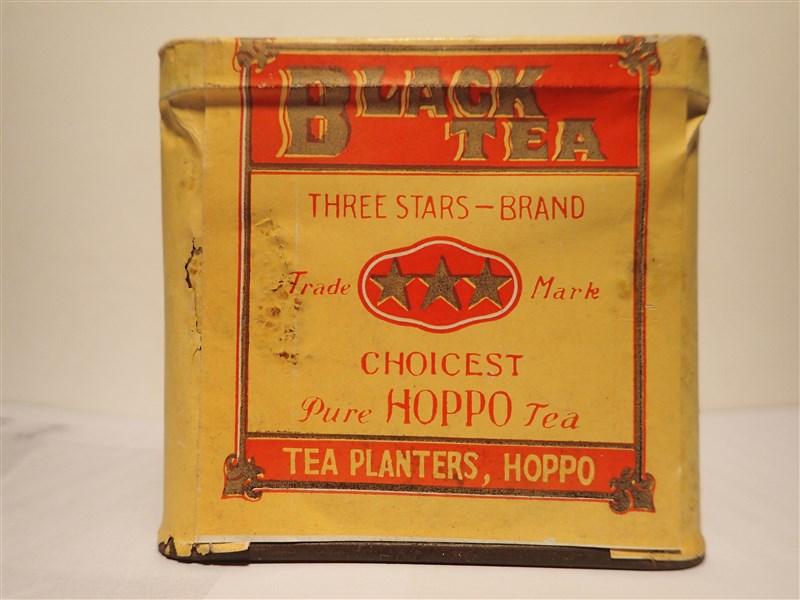 BLACK
TEA
THREE STARS – BRAND
Trade Mark
CHOICEST
Pure HOPPO Tea
TEA PLANTERS, HOPPO